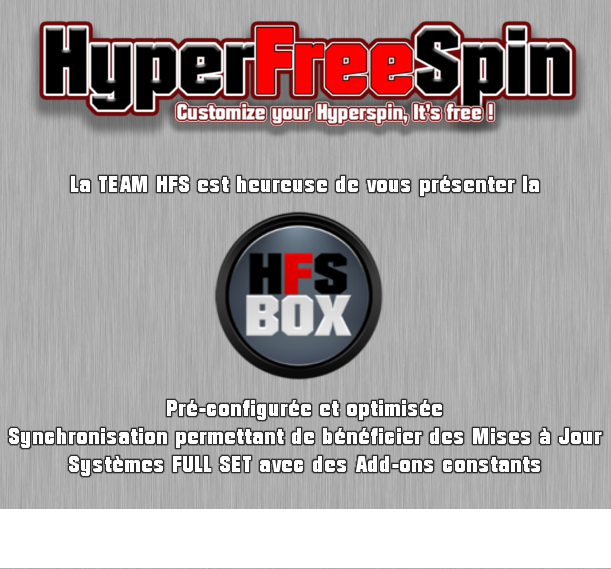 HyperFreeSpin
Customize your Hyperspin, It's free !
La TEAM HFS est heureuse de vous présenter la
HFS
BOX
Pré-configurée et optimisée
Synchronisation permettant de bénéficier des Mises à Jour
Systèmes FULL SET avec des Add-ons constants